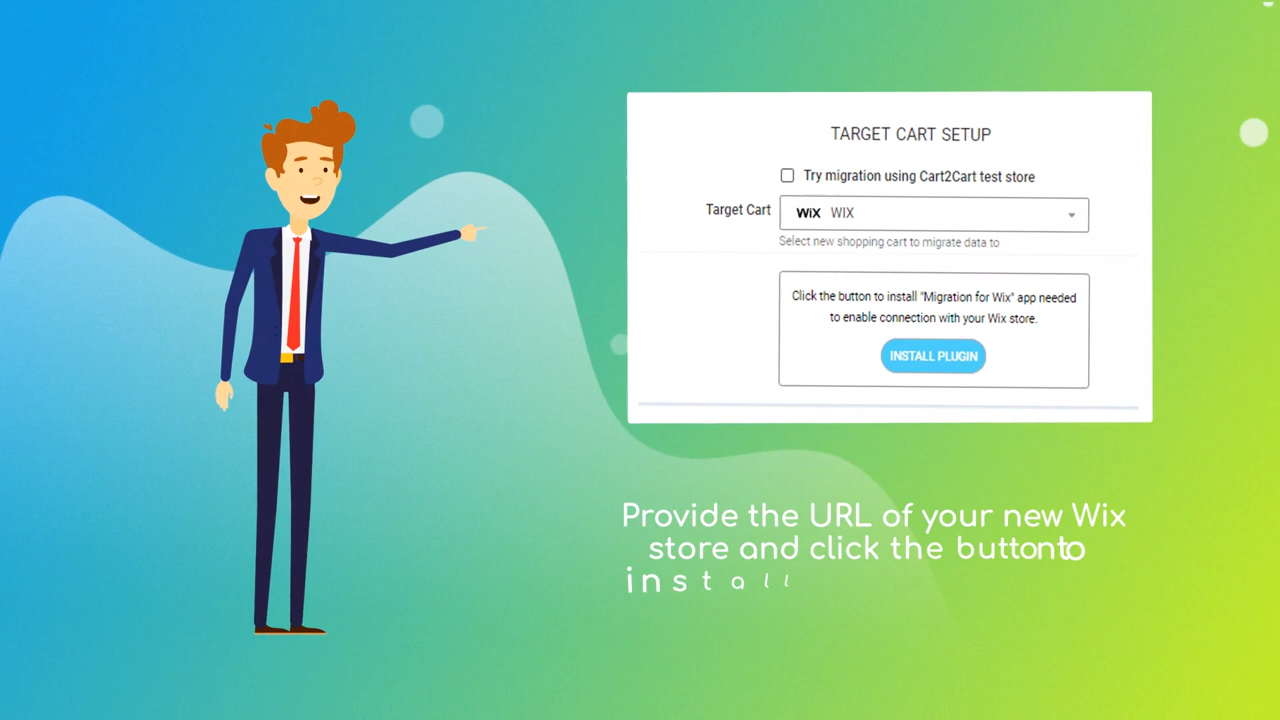 TARGET CART SETUP
Try migration using Cart2Cart test store
Target Cart
WiX WIX
Select new shopping cart to migrate data to
Click the button to install "Migration for Wix" app needed
to enable connection with your Wix store.
INSTALL PLUGIN
Provide the URL of your new Wix
store and click the button to
install